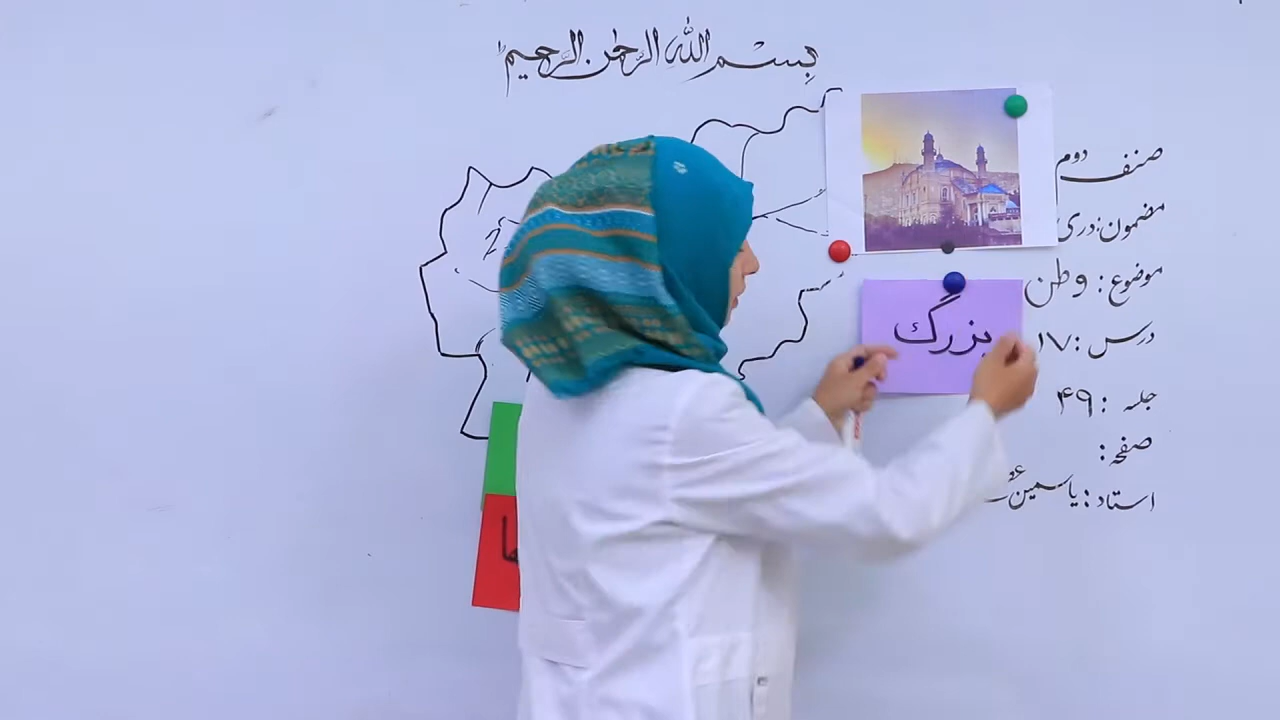 بسم الله الرحمن الرحیم
صنف دوم
مضمون: دری
موضوع: وطن
درس: ۱۷
جلسه: ۴۹
صفحه:
استاد: یاسمین
بزرگ